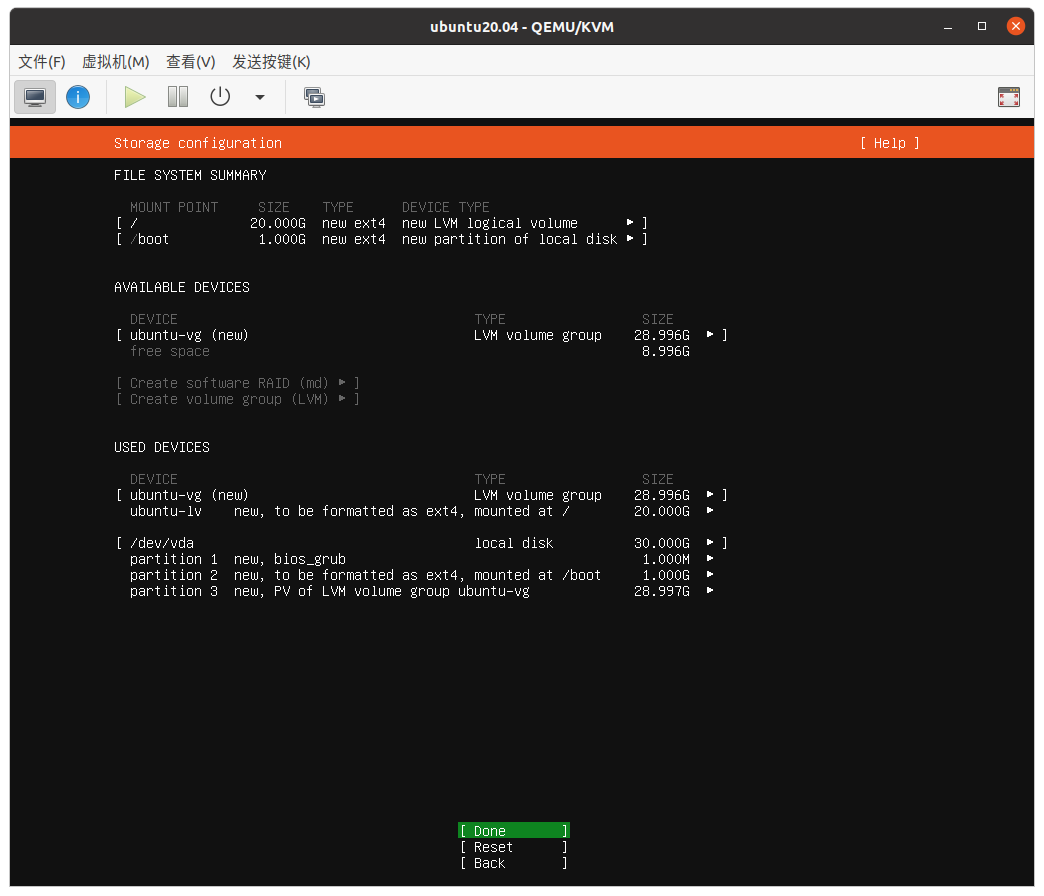 ubuntu20.04 - QEMU/KVM
文件(F) 虚拟机(M) 查看(V) 发送按键(K)
Storage configuration [ Help ]
FILE SYSTEM SUMMARY
MOUNT POINT SIZE TYPE DEVICE TYPE
[ / 20.000G new ext4 new LVM logical volume ▸ ]
[ /boot 1.000G new ext4 new partition of local disk ▸ ]
AVAILABLE DEVICES
DEVICE TYPE SIZE
[ ubuntu-vg (new) LVM volume group 28.996G ▸ ]
free space 8.996G
[ Create software RAID (md) ▸ ]
[ Create volume group (LVM) ▸ ]
USED DEVICES
DEVICE TYPE SIZE
[ ubuntu-vg (new) LVM volume group 28.996G ▸ ]
ubuntu-lv new, to be formatted as ext4, mounted at / 20.000G ▸
[ /dev/vda local disk 30.000G ▸ ]
partition 1 new, bios_grub 1.000M ▸
partition 2 new, to be formatted as ext4, mounted at /boot 1.000G ▸
partition 3 new, PV of LVM volume group ubuntu-vg 28.997G ▸
[ Done ]
[ Reset ]
[ Back ]